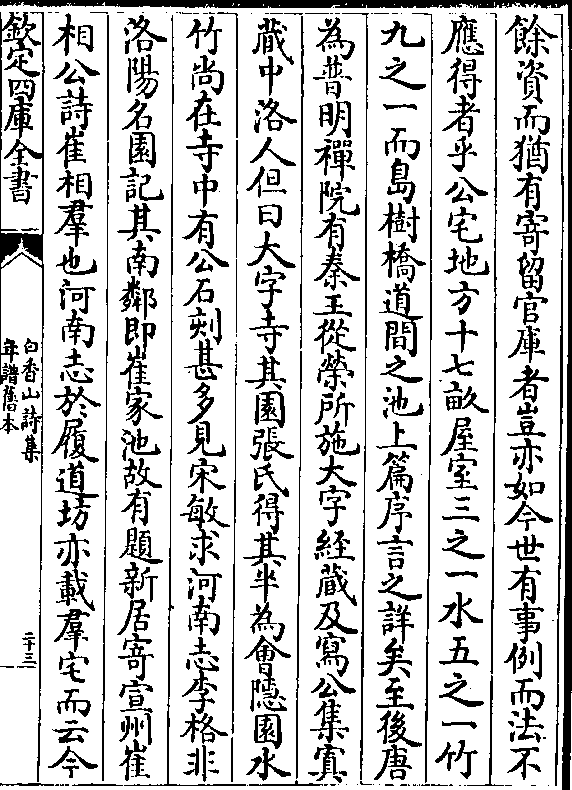 餘資而猶有寄留官庫者豈亦如今世有事例而法不
應得者乎公宅地方十七畝屋室三之一水五之一竹
九之一而島樹橋道間之池上篇序言之詳矣至後唐
為普明禪院有秦王從榮所施大字經藏及寫公集寘
藏中洛人但曰大字寺其園張氏得其半為會隱園水
竹尚在寺中有公石刻甚多見宋敏求河南志李格非
洛陽名園記其南鄰即崔家池故有題新居寄宣州崔
相公詩崔相羣也河南志於履道坊亦載羣宅而云今
欽定四庫全書
白香山詩集
年譜舊本
二十三